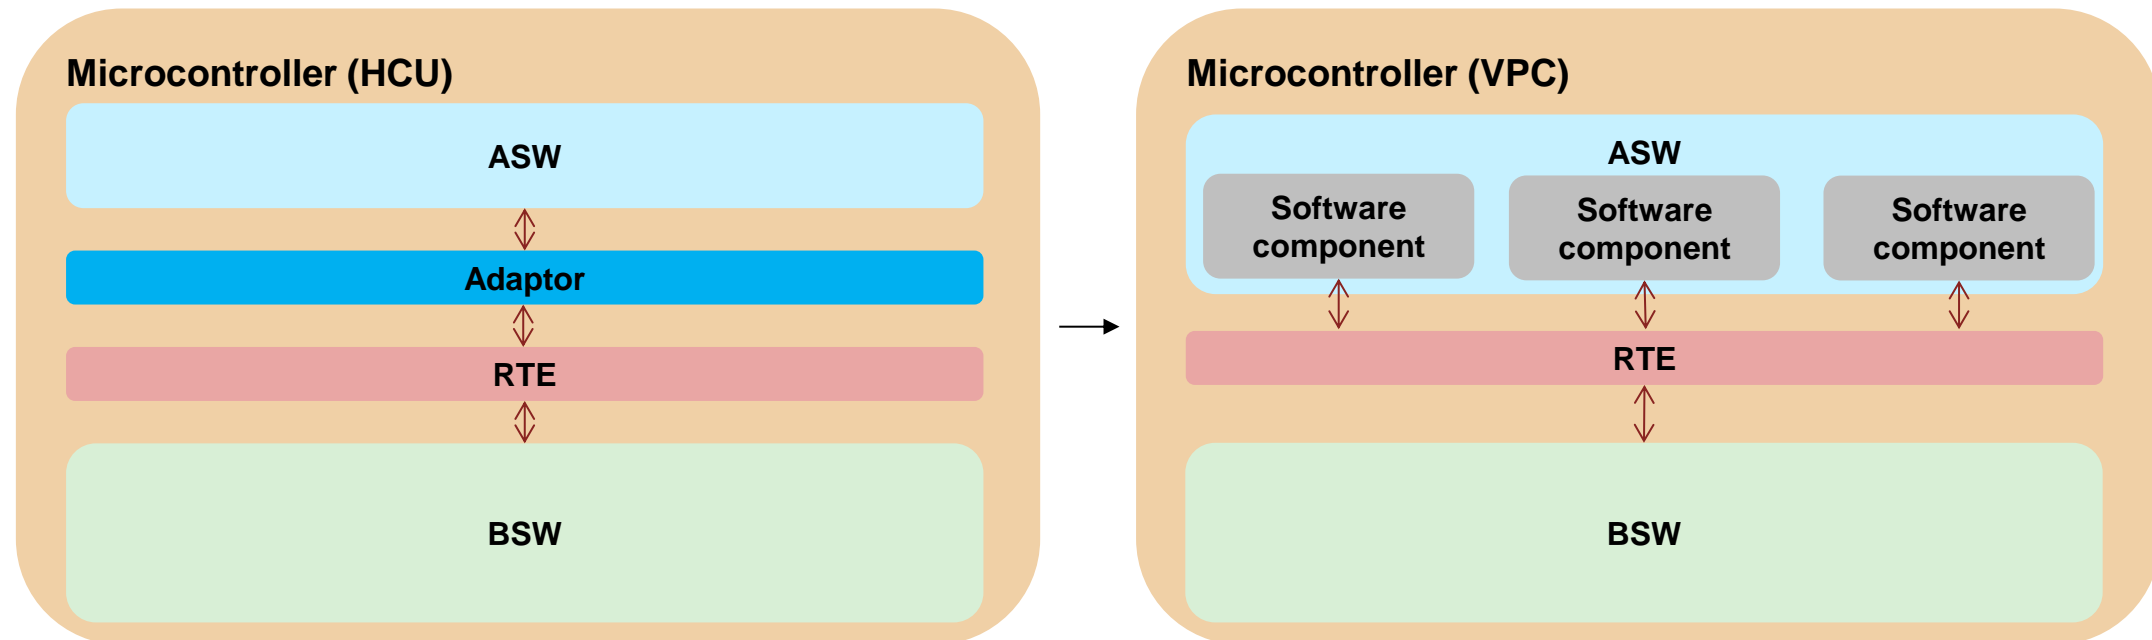 Microcontroller (HCU)
ASW
Adaptor
RTE
BSW
Microcontroller (VPC)
ASW
Software
component
Software
component
Software
component
RTE
BSW